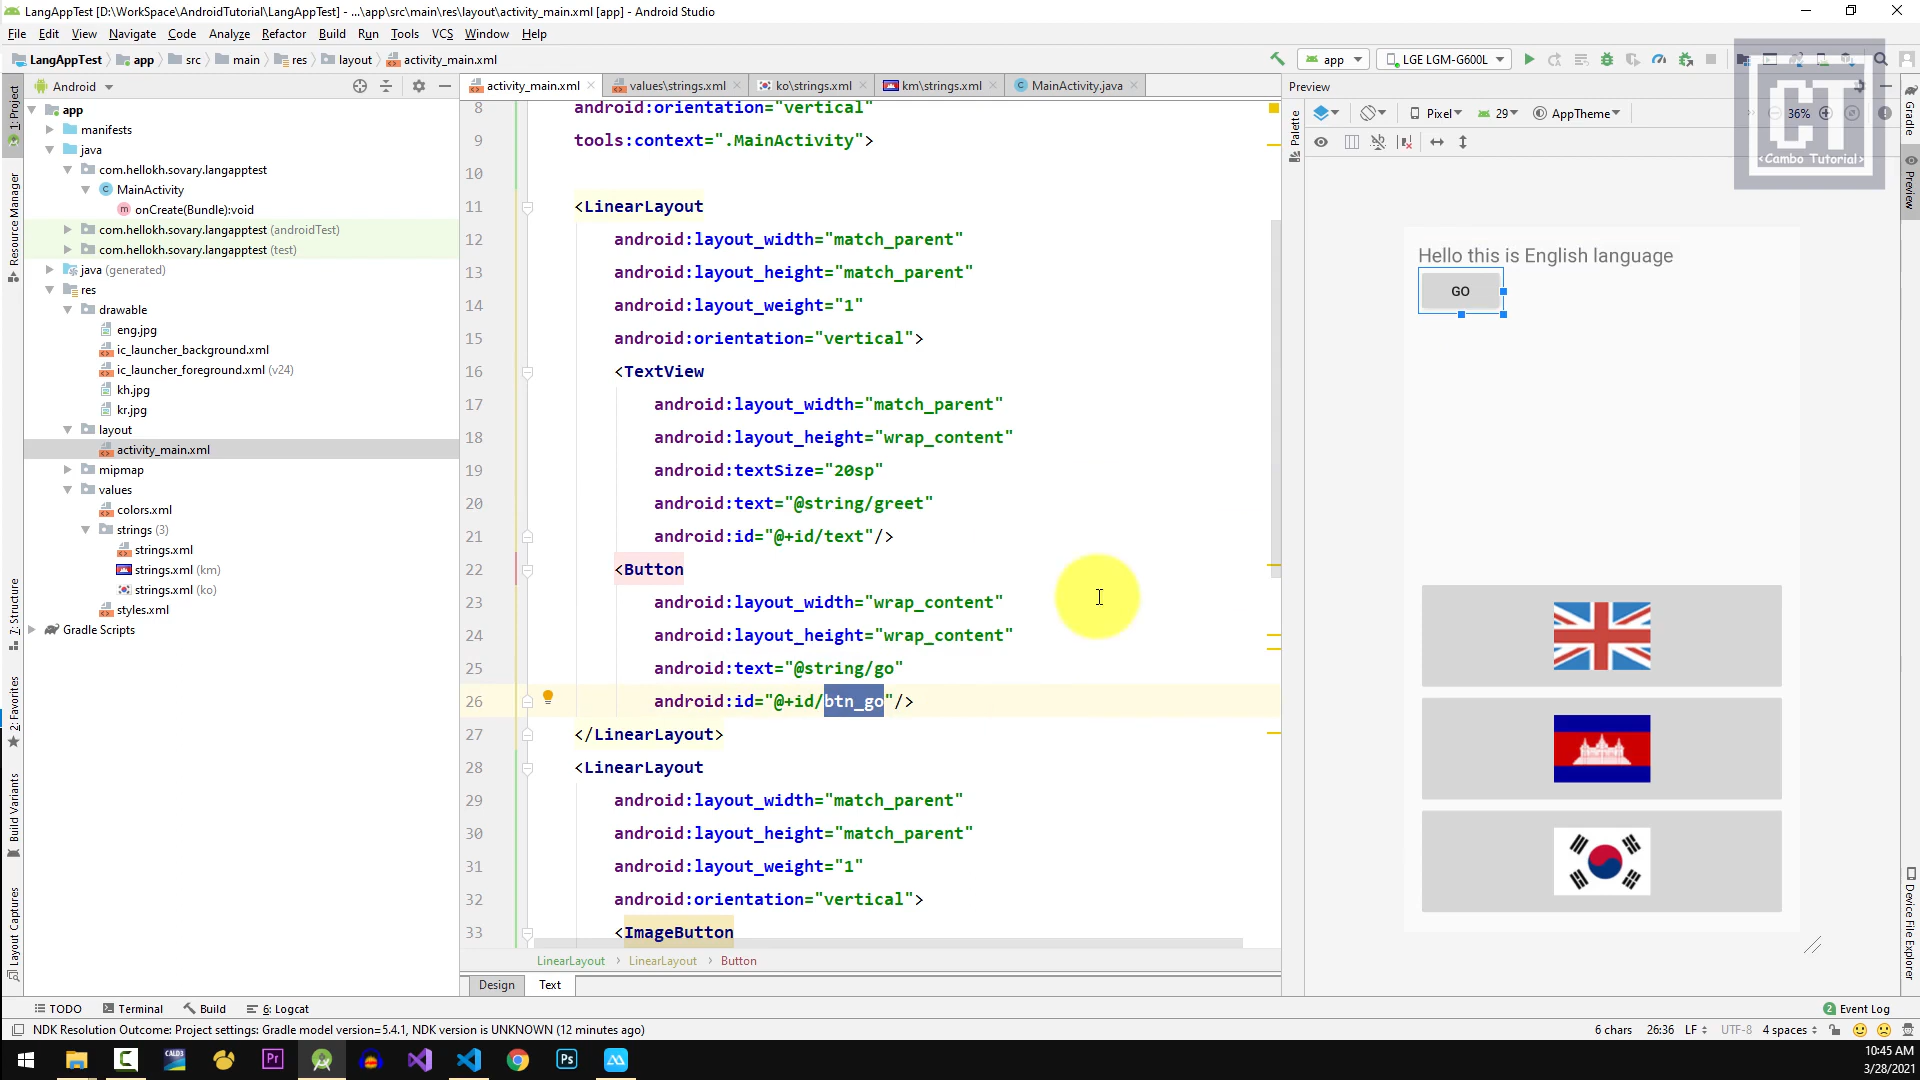 LangAppTest [D:\WorkSpace\AndroidTutorial\LangAppTest] - ...\app\src\main\res\layout\activity_main.xml [app] - Android Studio
File Edit View Navigate Code Analyze Refactor Build Run Tools VCS Window Help
LangAppTest app src main res layout activity_main.xml
app LGE LGM-G600L
Android
activity_main.xml values\strings.xml ko\strings.xml km\strings.xml MainActivity.java
Preview
Pixel 29 AppTheme 36%
CT
<Cambo Tutorial>
1: Project
Resource Manager
7: Structure
2: Favorites
Build Variants
Layout Captures
app
manifests
java
com.hellokh.sovary.langapptest
MainActivity
onCreate(Bundle):void
com.hellokh.sovary.langapptest (androidTest)
com.hellokh.sovary.langapptest (test)
java (generated)
res
drawable
eng.jpg
ic_launcher_background.xml
ic_launcher_foreground.xml (v24)
kh.jpg
kr.jpg
layout
activity_main.xml
mipmap
values
colors.xml
strings (3)
strings.xml
strings.xml (km)
strings.xml (ko)
styles.xml
Gradle Scripts
8 android:orientation="vertical"
9 tools:context=".MainActivity">
10
11 <LinearLayout
12 android:layout_width="match_parent"
13 android:layout_height="match_parent"
14 android:layout_weight="1"
15 android:orientation="vertical">
16 <TextView
17 android:layout_width="match_parent"
18 android:layout_height="wrap_content"
19 android:textSize="20sp"
20 android:text="@string/greet"
21 android:id="@+id/text"/>
22 <Button
23 android:layout_width="wrap_content"
24 android:layout_height="wrap_content"
25 android:text="@string/go"
26 android:id="@+id/btn_go"/>
27 </LinearLayout>
28 <LinearLayout
29 android:layout_width="match_parent"
30 android:layout_height="match_parent"
31 android:layout_weight="1"
32 android:orientation="vertical">
33 <ImageButton
LinearLayout › LinearLayout › Button
Design Text
Palette
Hello this is English language
GO
Gradle
Preview
Device File Explorer
TODO Terminal Build 6: Logcat
2 Event Log
NDK Resolution Outcome: Project settings: Gradle model version=5.4.1, NDK version is UNKNOWN (12 minutes ago)
6 chars 26:36 LF UTF-8 4 spaces
CALD3 Pr Ps
10:45 AM
3/28/2021